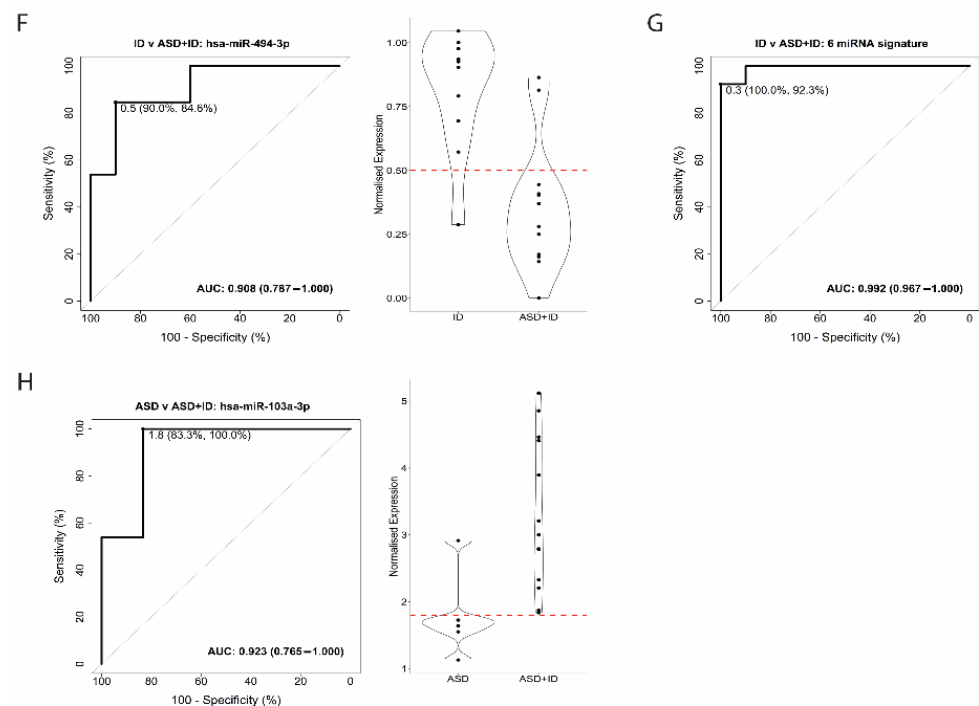 F
ID v ASD+ID: hsa-miR-494-3p
Sensitivity (%)
100
80
60
40
20
0
0.5 (90.0%, 84.6%)
AUC: 0.908 (0.787−1.000)
100 80 60 40 20 0
100 - Specificity (%)
Normalised Expression
1.00
0.75
0.50
0.25
0.00
ID ASD+ID
G
ID v ASD+ID: 6 miRNA signature
Sensitivity (%)
100
80
60
40
20
0
0.3 (100.0%, 92.3%)
AUC: 0.992 (0.967−1.000)
100 80 60 40 20 0
100 - Specificity (%)
H
ASD v ASD+ID: hsa-miR-103a-3p
Sensitivity (%)
100
80
60
40
20
0
1.8 (83.3%, 100.0%)
AUC: 0.923 (0.765−1.000)
100 80 60 40 20 0
100 - Specificity (%)
Normalised Expression
5
4
3
2
1
ASD ASD+ID